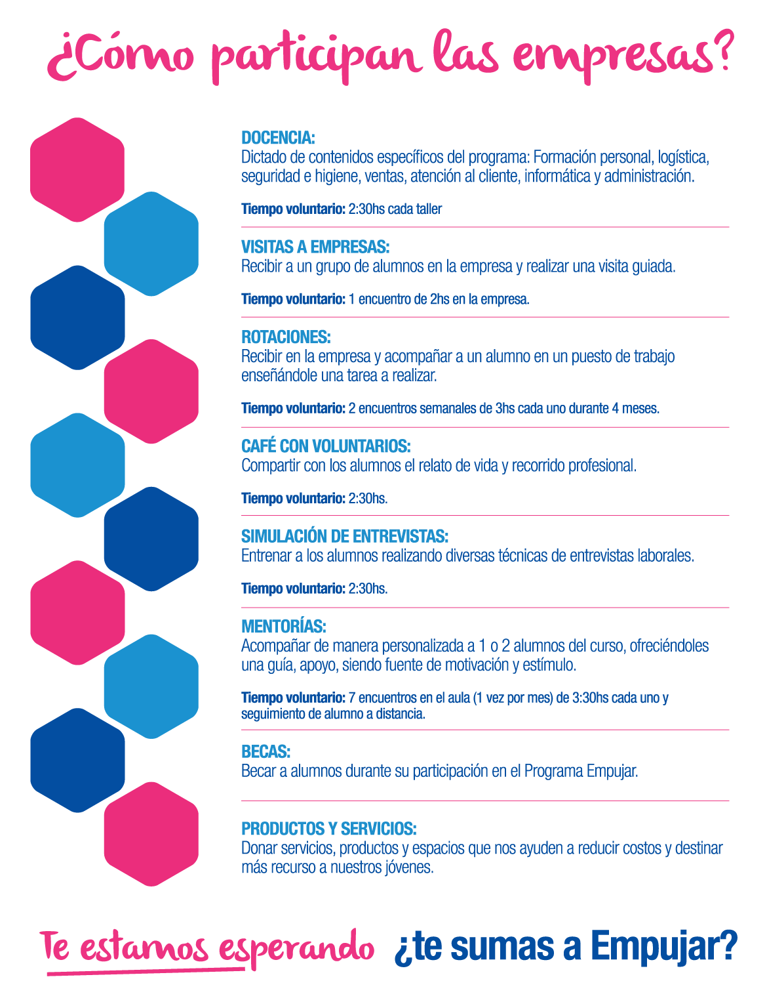 ¿Cómo participan las empresas?
DOCENCIA:
Dictado de contenidos específicos del programa: Formación personal, logística,
seguridad e higiene, ventas, atención al cliente, informática y administración.
Tiempo voluntario: 2:30hs cada taller
VISITAS A EMPRESAS:
Recibir a un grupo de alumnos en la empresa y realizar una visita guiada.
Tiempo voluntario: 1 encuentro de 2hs en la empresa.
ROTACIONES:
Recibir en la empresa y acompañar a un alumno en un puesto de trabajo
enseñándole una tarea a realizar.
Tiempo voluntario: 2 encuentros semanales de 3hs cada uno durante 4 meses.
CAFÉ CON VOLUNTARIOS:
Compartir con los alumnos el relato de vida y recorrido profesional.
Tiempo voluntario: 2:30hs.
SIMULACIÓN DE ENTREVISTAS:
Entrenar a los alumnos realizando diversas técnicas de entrevistas laborales.
Tiempo voluntario: 2:30hs.
MENTORÍAS:
Acompañar de manera personalizada a 1 o 2 alumnos del curso, ofreciéndoles
una guía, apoyo, siendo fuente de motivación y estímulo.
Tiempo voluntario: 7 encuentros en el aula (1 vez por mes) de 3:30hs cada uno y
seguimiento de alumno a distancia.
BECAS:
Becar a alumnos durante su participación en el Programa Empujar.
PRODUCTOS Y SERVICIOS:
Donar servicios, productos y espacios que nos ayuden a reducir costos y destinar
más recurso a nuestros jóvenes.
Te estamos esperando ¿te sumas a Empujar?